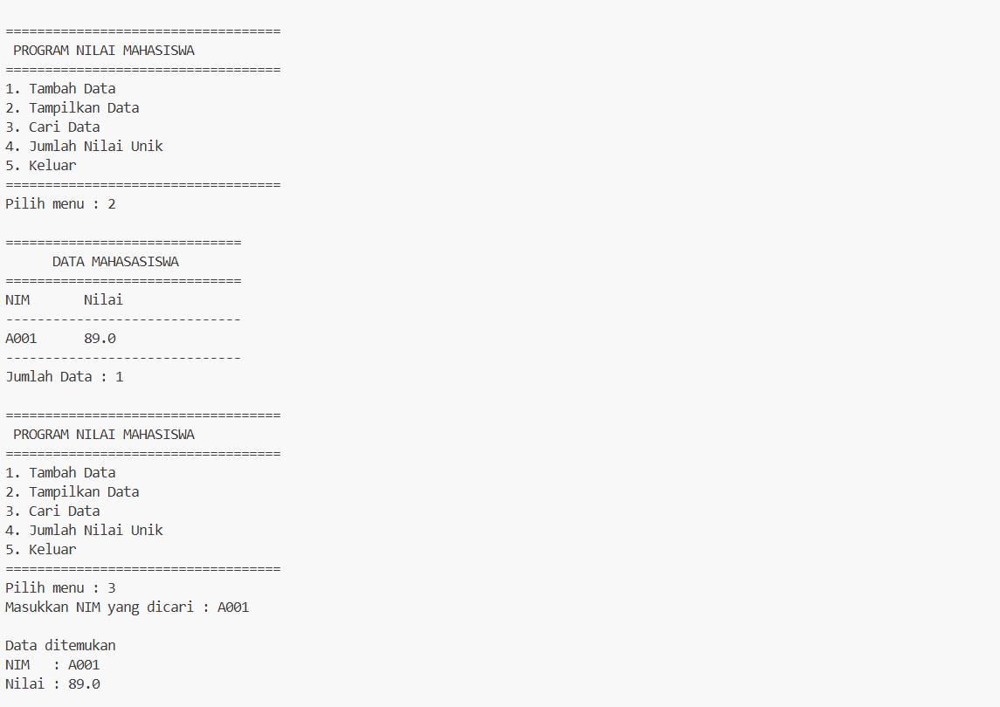 ===================================
 PROGRAM NILAI MAHASISWA
===================================
1. Tambah Data
2. Tampilkan Data
3. Cari Data
4. Jumlah Nilai Unik
5. Keluar
===================================
Pilih menu : 2

==============================
      DATA MAHASASISWA
==============================
NIM       Nilai
------------------------------
A001      89.0
------------------------------
Jumlah Data : 1

===================================
 PROGRAM NILAI MAHASISWA
===================================
1. Tambah Data
2. Tampilkan Data
3. Cari Data
4. Jumlah Nilai Unik
5. Keluar
===================================
Pilih menu : 3
Masukkan NIM yang dicari : A001

Data ditemukan
NIM   : A001
Nilai : 89.0